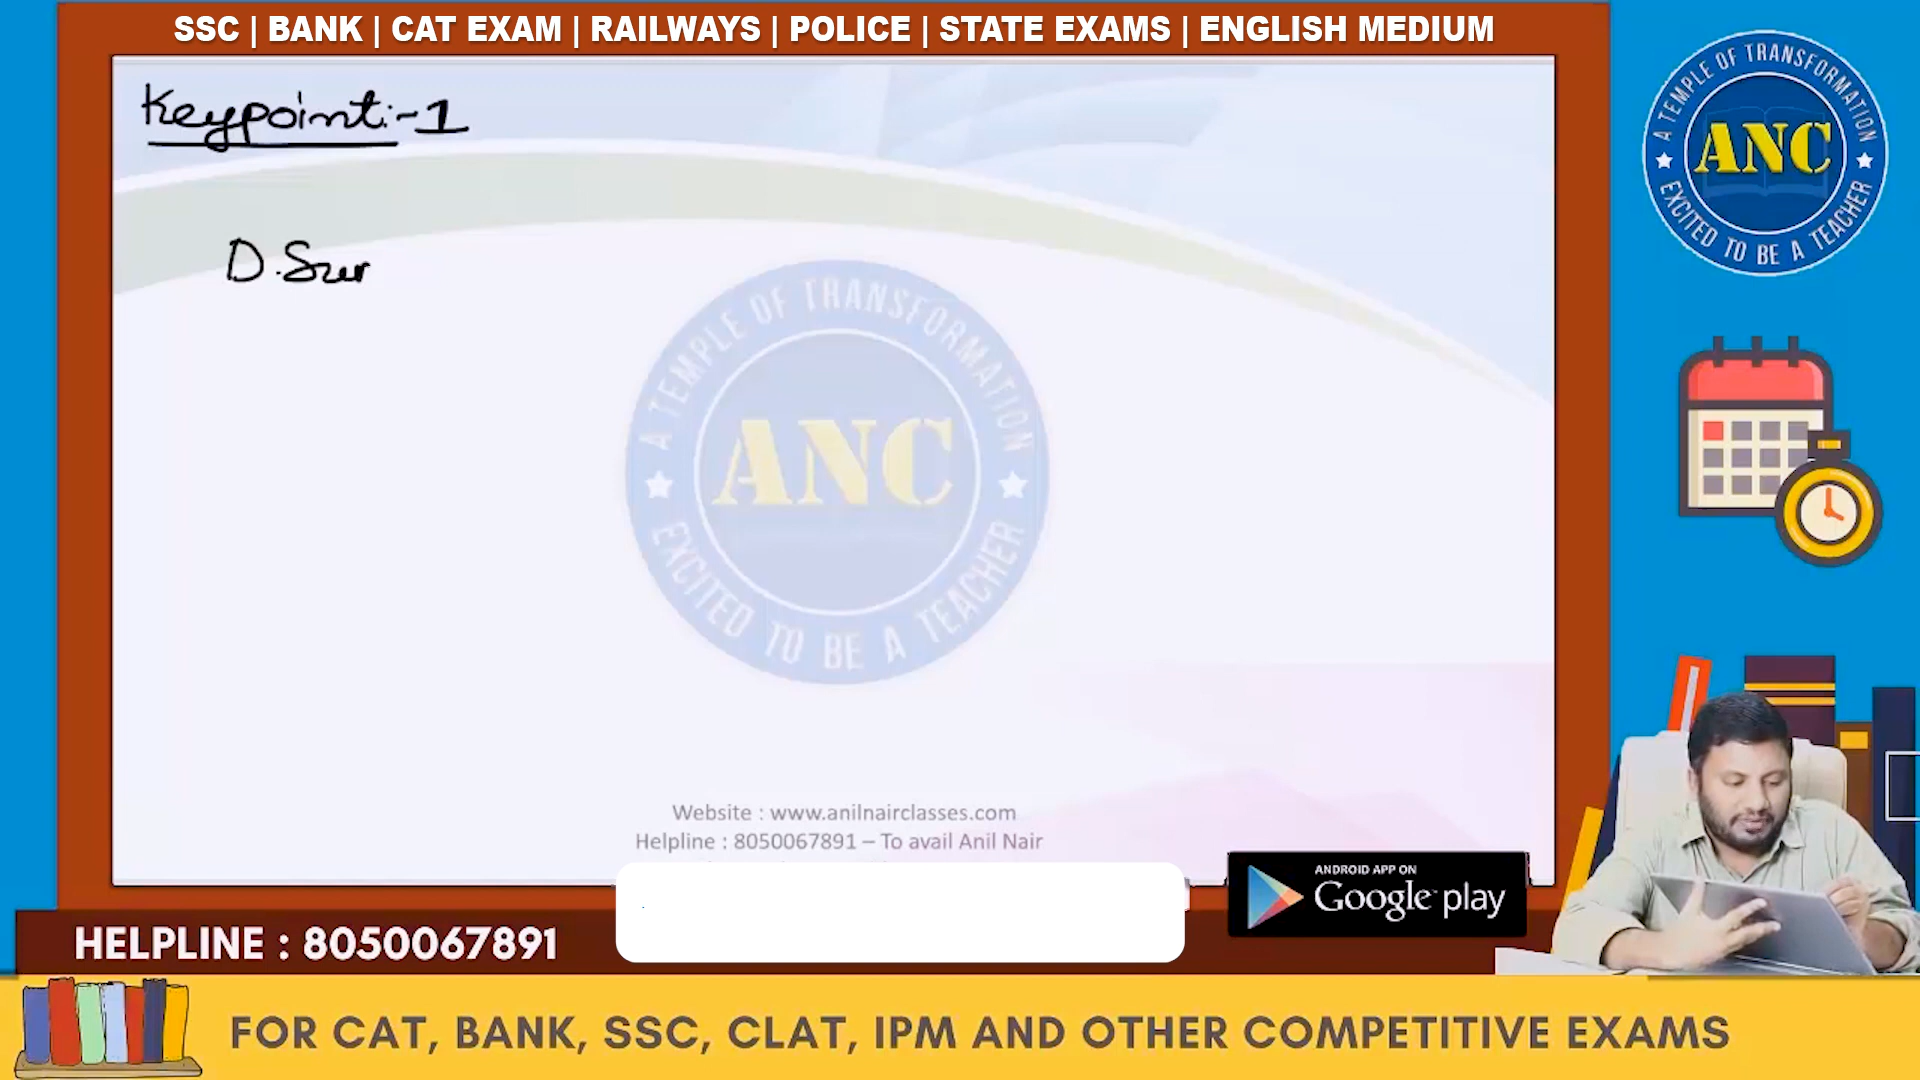 SSC | BANK | CAT EXAM | RAILWAYS | POLICE | STATE EXAMS | ENGLISH MEDIUM
Keypoint:-1
D.Sur
A TEMPLE OF TRANSFORMATION
ANC
EXCITED TO BE A TEACHER
A TEMPLE OF TRANSFORMATION
ANC
EXCITED TO BE A TEACHER
Website : www.anilnairclasses.com
Helpline : 8050067891 – To avail Anil Nair
ANDROID APP ON
Google play
HELPLINE : 8050067891
FOR CAT, BANK, SSC, CLAT, IPM AND OTHER COMPETITIVE EXAMS